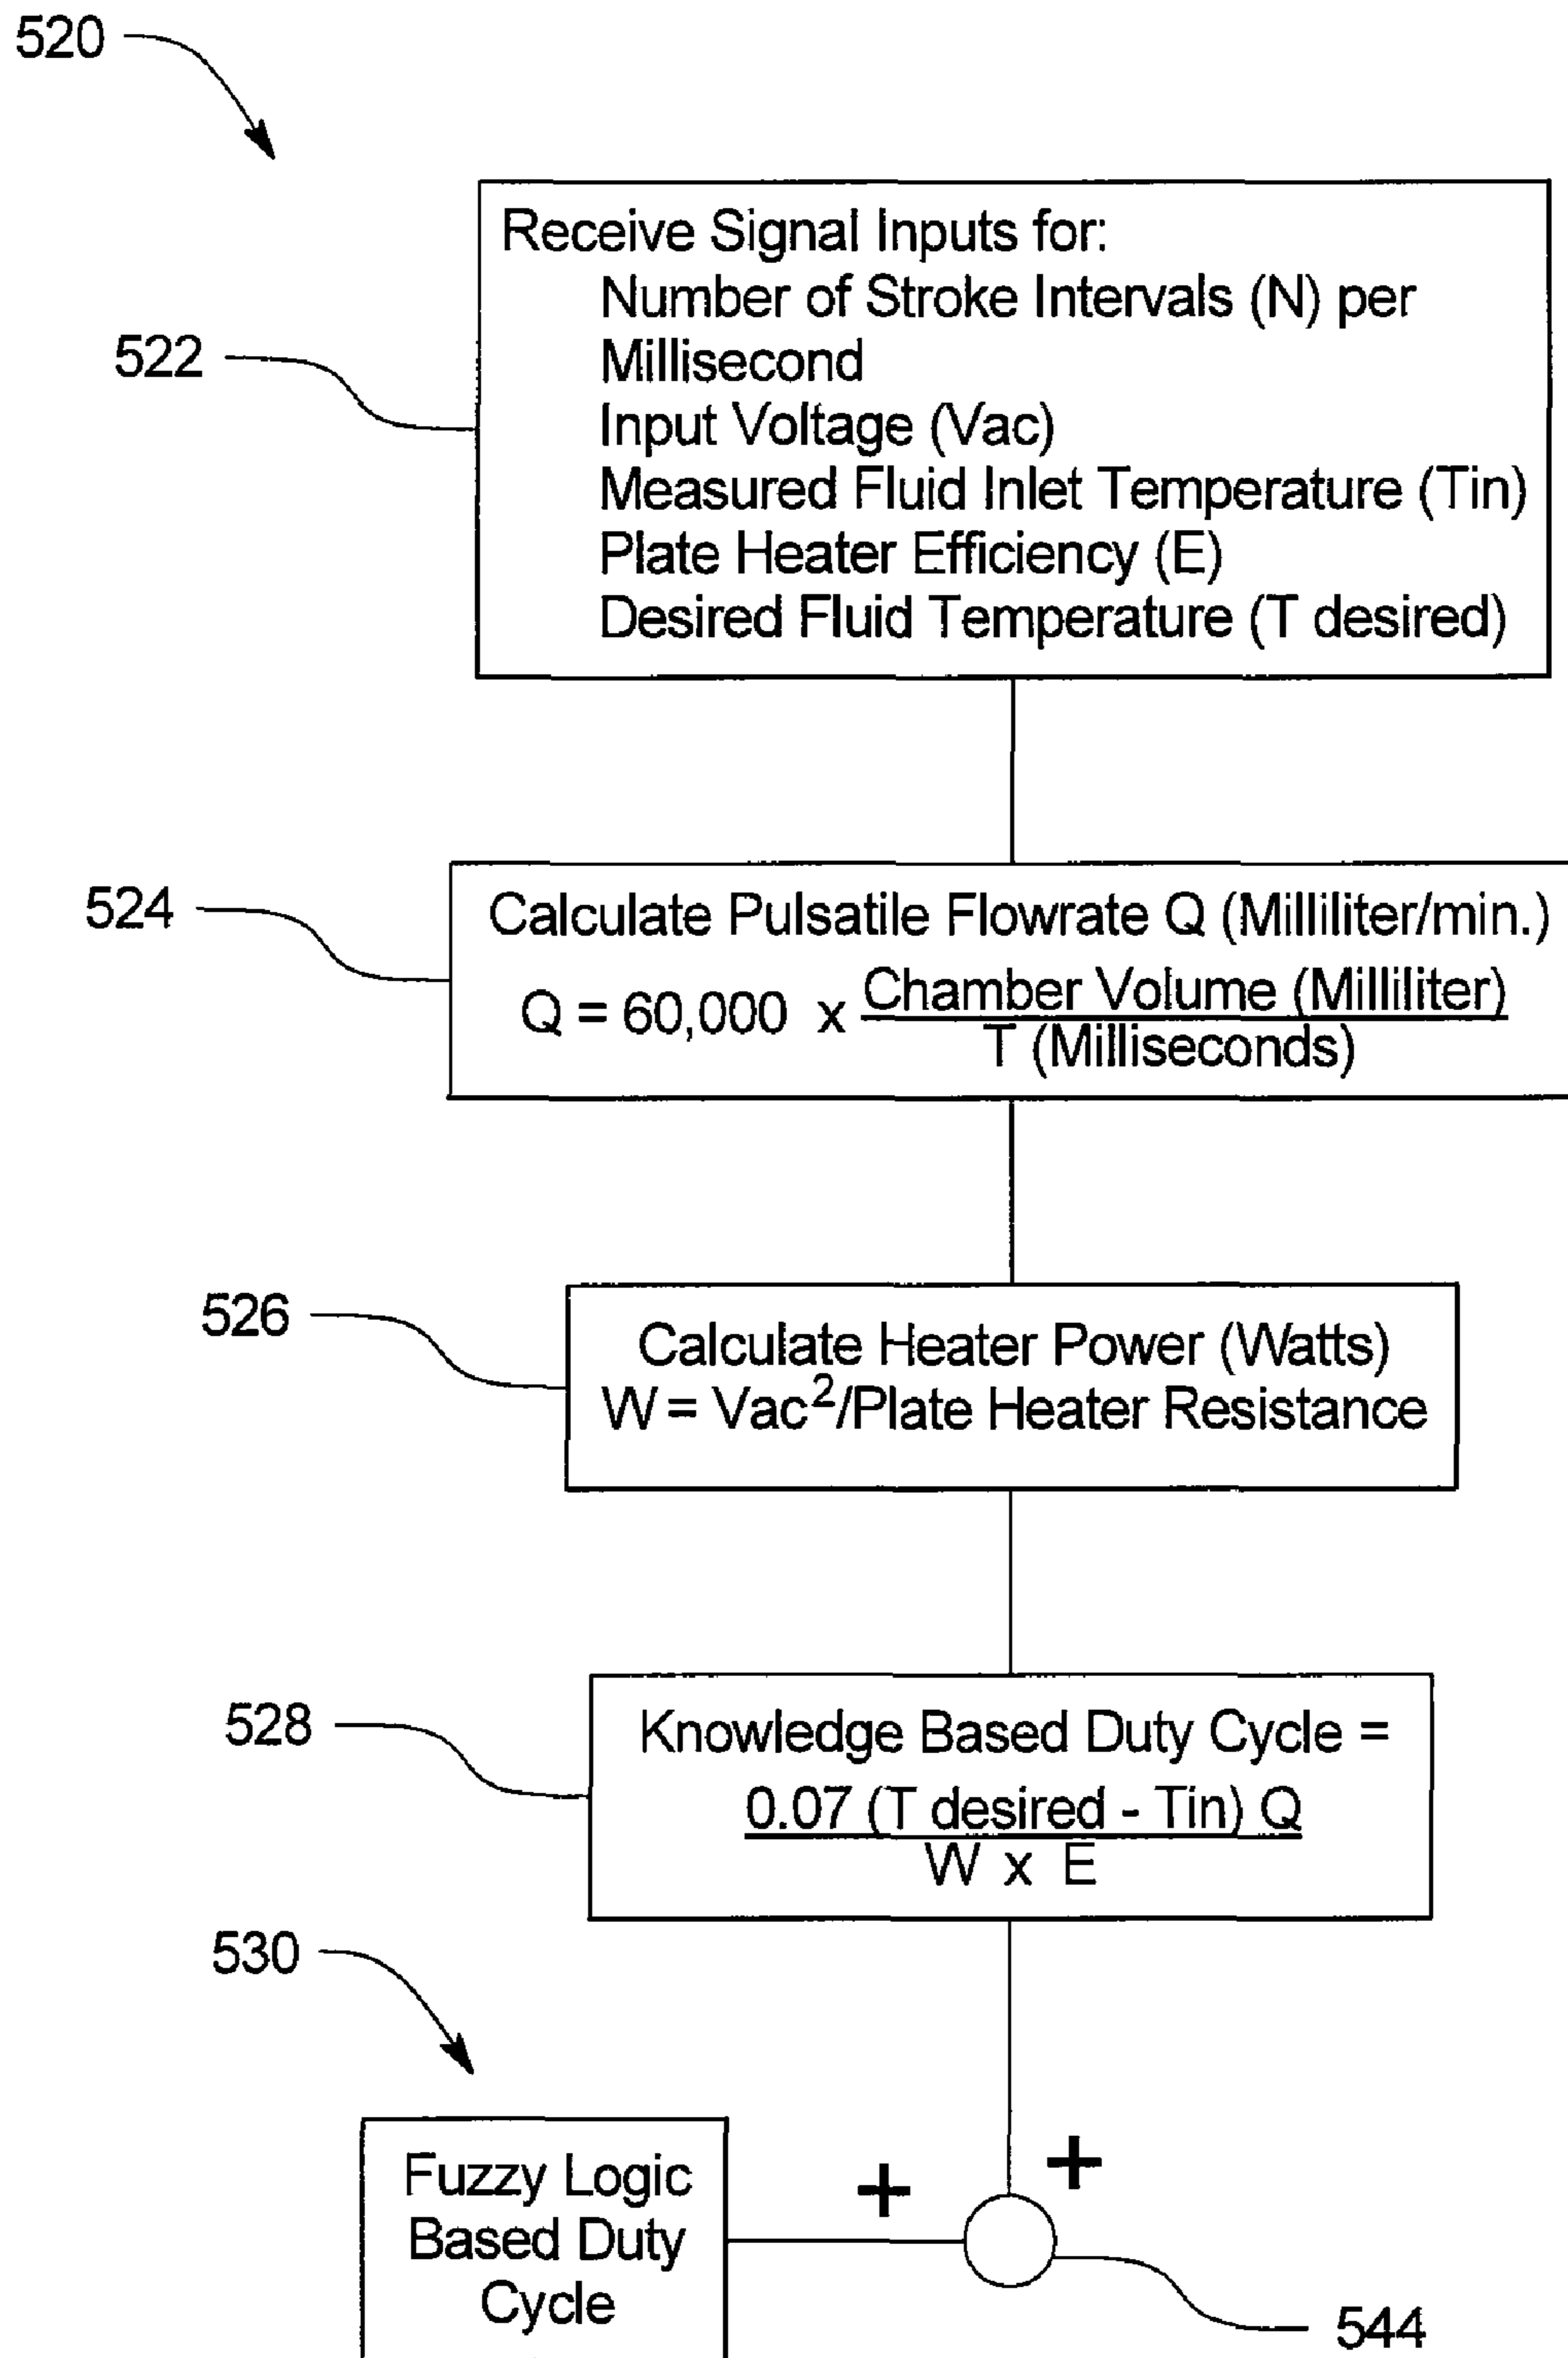 520
522
Receive Signal Inputs for:
Number of Stroke Intervals (N) per
Millisecond
Input Voltage (Vac)
Measured Fluid Inlet Temperature (Tin)
Plate Heater Efficiency (E)
Desired Fluid Temperature (T desired)
524
Calculate Pulsatile Flowrate Q (Milliliter/min.)
Q = 60,000 x Chamber Volume (Milliliter)
T (Milliseconds)
526
Calculate Heater Power (Watts)
W = Vac²/Plate Heater Resistance
528
Knowledge Based Duty Cycle =
0.07 (T desired - Tin) Q
W x E
530
Fuzzy Logic
Based Duty
Cycle
+
+
544